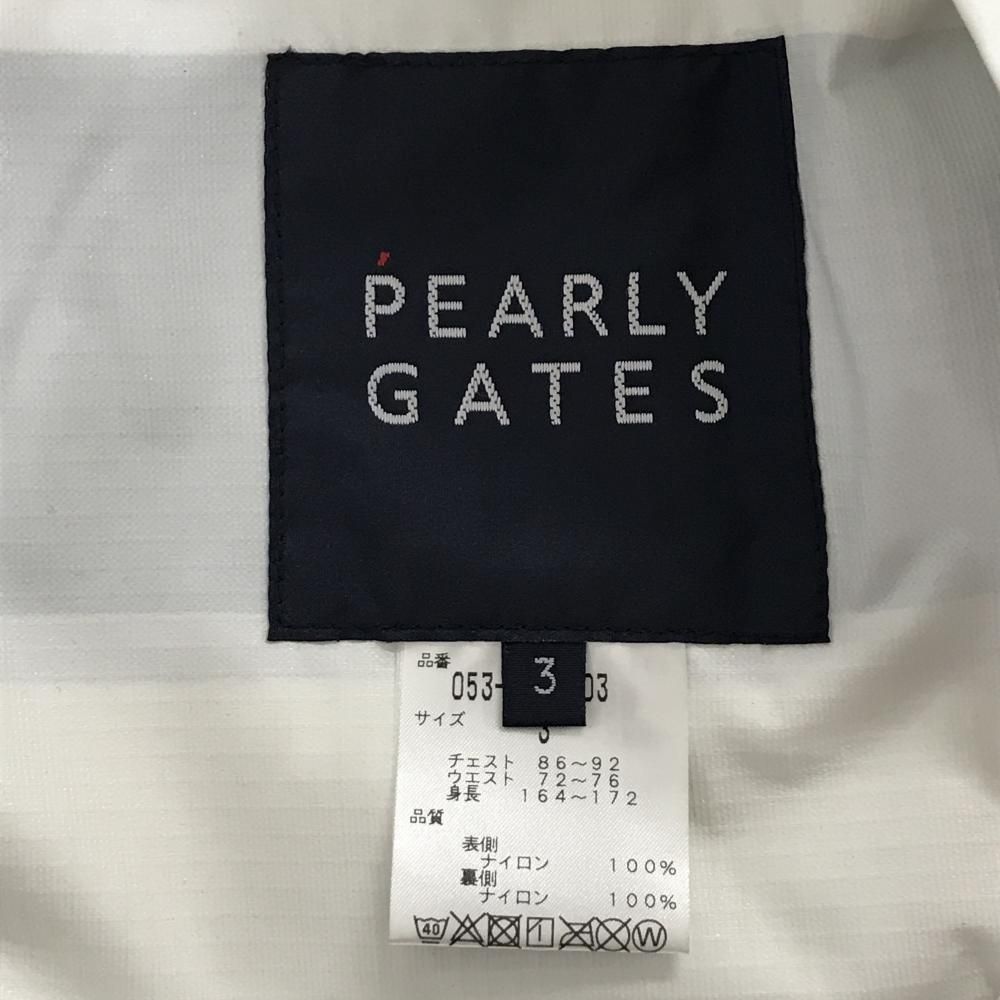 PEARLY
GATES
3
品番
053- 03
サイズ
3
チェスト 86~92
ウエスト 72~76
身長 164~172
品質
表側
ナイロン 100%
裏側
ナイロン 100%
40 W